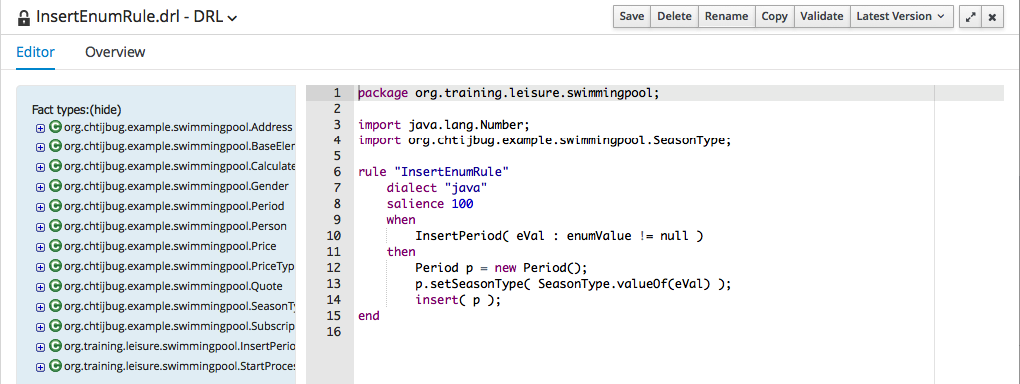 InsertEnumRule.drl - DRL
Save Delete Rename Copy Validate Latest Version
Editor Overview
Fact types:(hide)
org.chtijbug.example.swimmingpool.Address
org.chtijbug.example.swimmingpool.BaseEler
org.chtijbug.example.swimmingpool.Calculate
org.chtijbug.example.swimmingpool.Gender
org.chtijbug.example.swimmingpool.Period
org.chtijbug.example.swimmingpool.Person
org.chtijbug.example.swimmingpool.Price
org.chtijbug.example.swimmingpool.PriceTyp
org.chtijbug.example.swimmingpool.Quote
org.chtijbug.example.swimmingpool.SeasonTy
org.chtijbug.example.swimmingpool.Subscrip
org.training.leisure.swimmingpool.InsertPerio
org.training.leisure.swimmingpool.StartProces
1 package org.training.leisure.swimmingpool;
2
3 import java.lang.Number;
4 import org.chtijbug.example.swimmingpool.SeasonType;
5
6 rule "InsertEnumRule"
7 dialect "java"
8 salience 100
9 when
10 InsertPeriod( eVal : enumValue != null )
11 then
12 Period p = new Period();
13 p.setSeasonType( SeasonType.valueOf(eVal) );
14 insert( p );
15 end
16